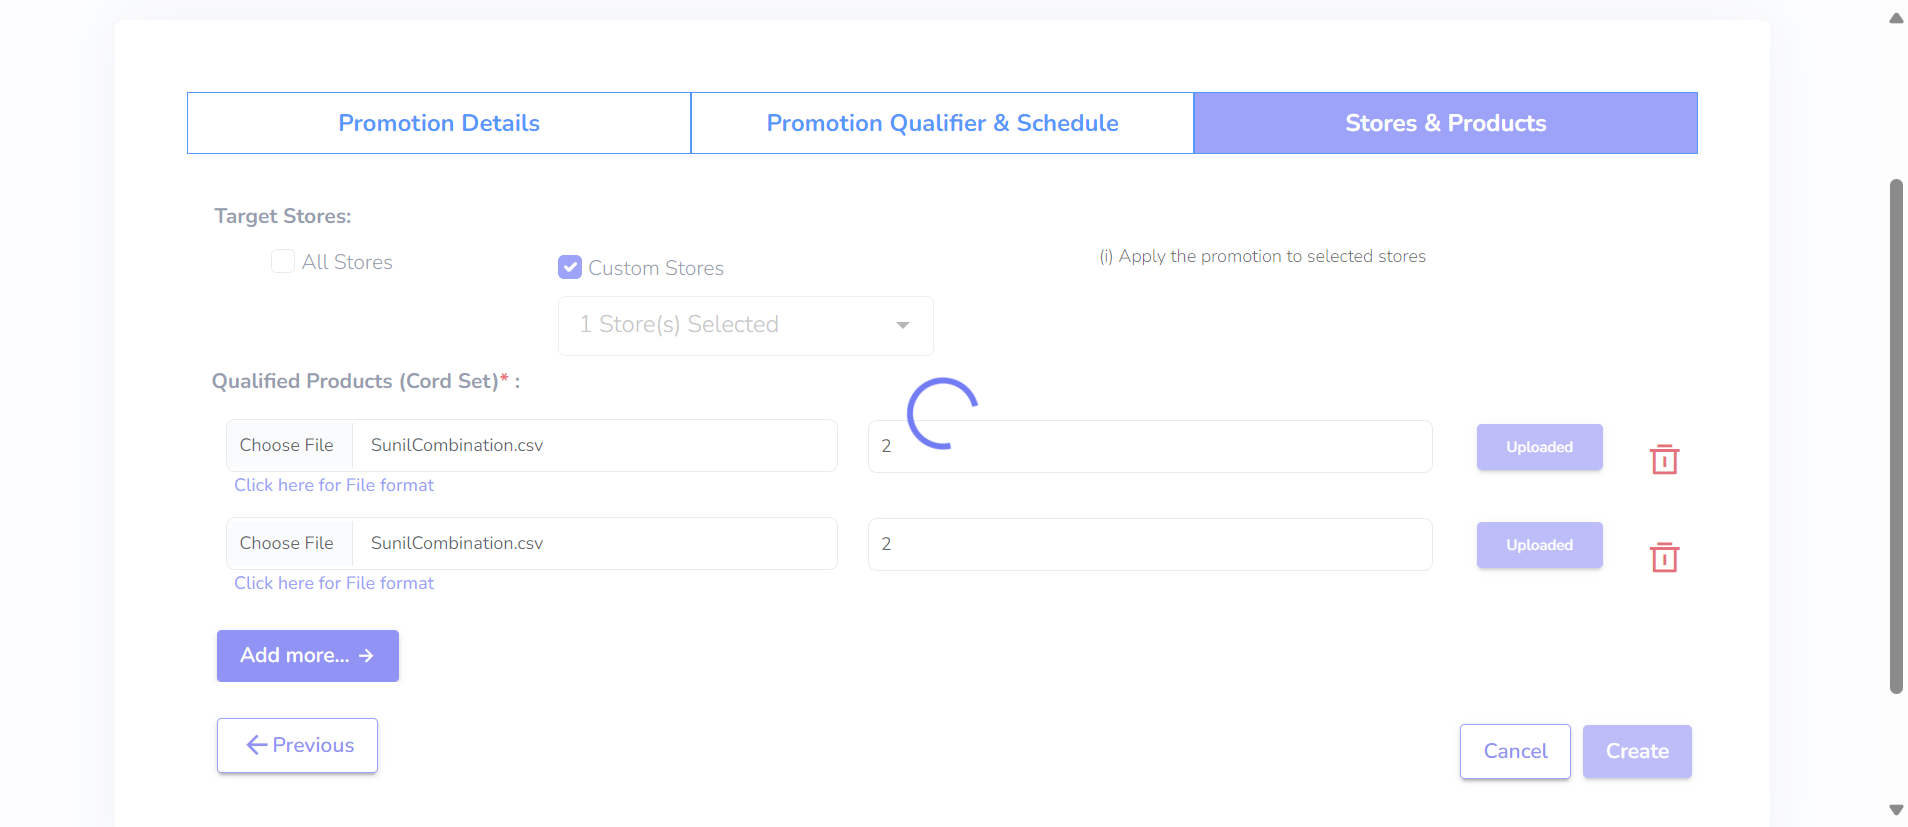 Promotion Details
Promotion Qualifier & Schedule
Stores & Products
Target Stores:
All Stores
Custom Stores
(i) Apply the promotion to selected stores
1 Store(s) Selected
Qualified Products (Cord Set)* :
Choose File SunilCombination.csv
2
Uploaded
Click here for File format
Choose File SunilCombination.csv
2
Uploaded
Click here for File format
Add more...
Previous
Cancel
Create